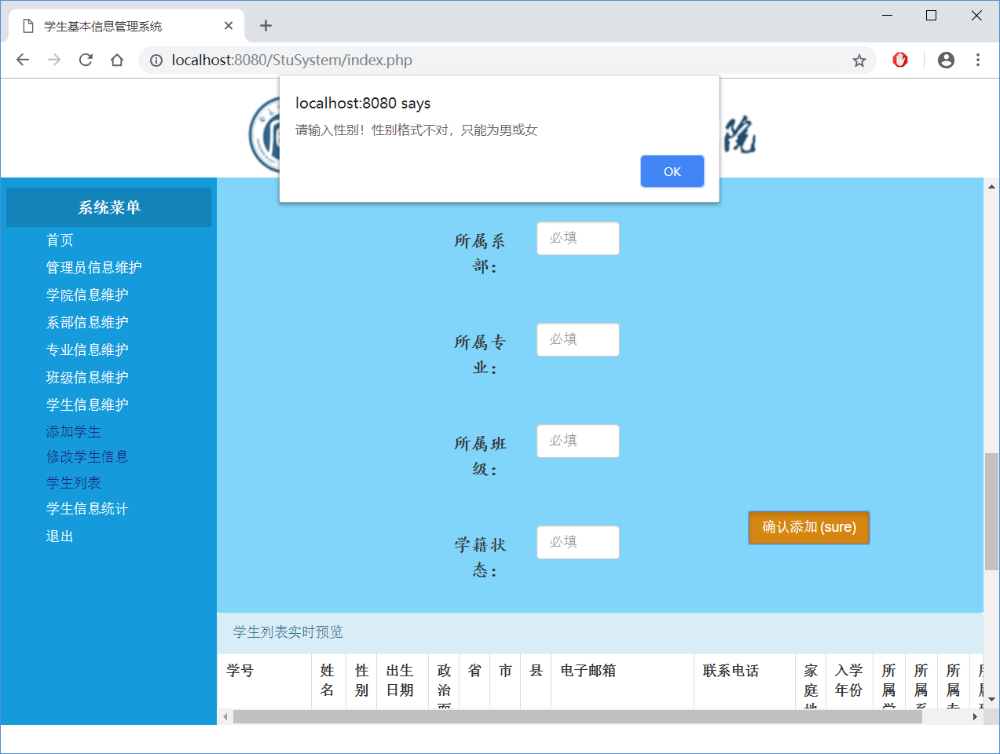 学生基本信息管理系统
localhost:8080/StuSystem/index.php
localhost:8080 says
请输入性别！性别格式不对，只能为男或女
OK
院
系统菜单
首页
管理员信息维护
学院信息维护
系部信息维护
专业信息维护
班级信息维护
学生信息维护
添加学生
修改学生信息
学生列表
学生信息统计
退出
所属系
部：
必填
所属专
业：
必填
所属班
级：
必填
学籍状
态：
必填
确认添加(sure)
学生列表实时预览
学号
姓
名
性
别
出生
日期
政
治
面
省
市
县
电子邮箱
联系电话
家
庭
地
入学
年份
所
属
学
所
属
系
所
属
专